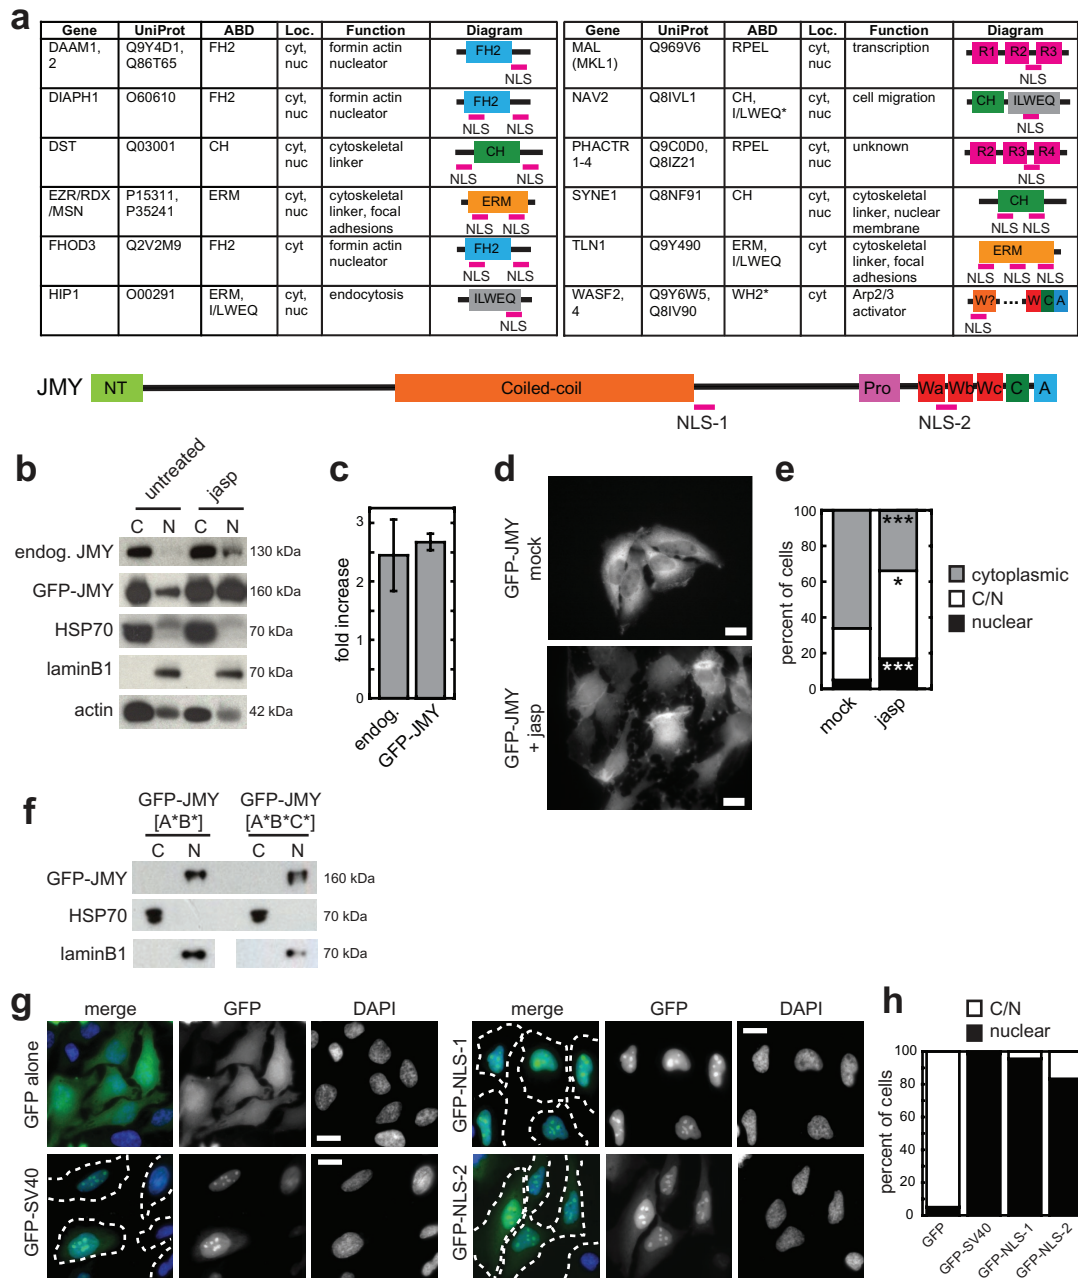 a
Gene UniProt ABD Loc. Function Diagram
DAAM1, 2 Q9Y4D1, Q86T65 FH2 cyt, nuc formin actin nucleator FH2 NLS
DIAPH1 O60610 FH2 cyt, nuc formin actin nucleator FH2 NLS NLS
DST Q03001 CH cyt, nuc cytoskeletal linker CH NLS NLS
EZR/RDX /MSN P15311, P35241 ERM cyt, nuc cytoskeletal linker, focal adhesions ERM NLS NLS
FHOD3 Q2V2M9 FH2 cyt formin actin nucleator FH2 NLS NLS
HIP1 O00291 ERM, I/LWEQ cyt, nuc endocytosis ILWEQ NLS
Gene UniProt ABD Loc. Function Diagram
MAL (MKL1) Q969V6 RPEL cyt, nuc transcription R1 R2 R3 NLS
NAV2 Q8IVL1 CH, I/LWEQ* cyt, nuc cell migration CH ILWEQ NLS
PHACTR 1-4 Q9C0D0, Q8IZ21 RPEL cyt, nuc unknown R2 R3 R4 NLS
SYNE1 Q8NF91 CH cyt, nuc cytoskeletal linker, nuclear membrane CH NLS NLS
TLN1 Q9Y490 ERM, I/LWEQ cyt cytoskeletal linker, focal adhesions ERM NLS NLS NLS
WASF2, 4 Q9Y6W5, Q8IV90 WH2* cyt Arp2/3 activator W? ... W C A NLS
JMY NT Coiled-coil Pro Wa Wb Wc C A
NLS-1 NLS-2
b
untreated jasp
C N C N
endog. JMY 130 kDa
GFP-JMY 160 kDa
HSP70 70 kDa
laminB1 70 kDa
actin 42 kDa
c
fold increase
3
2
1
0
endog. GFP-JMY
d
GFP-JMY mock
GFP-JMY + jasp
e
percent of cells
100
80
60
40
20
0
***
*
***
mock jasp
cytoplasmic
C/N
nuclear
f
GFP-JMY [A*B*] GFP-JMY [A*B*C*]
C N C N
GFP-JMY 160 kDa
HSP70 70 kDa
laminB1 70 kDa
g
merge GFP DAPI merge GFP DAPI
GFP alone
GFP-NLS-1
GFP-SV40
GFP-NLS-2
h
C/N
nuclear
percent of cells
100
80
60
40
20
0
GFP GFP-SV40 GFP-NLS-1 GFP-NLS-2